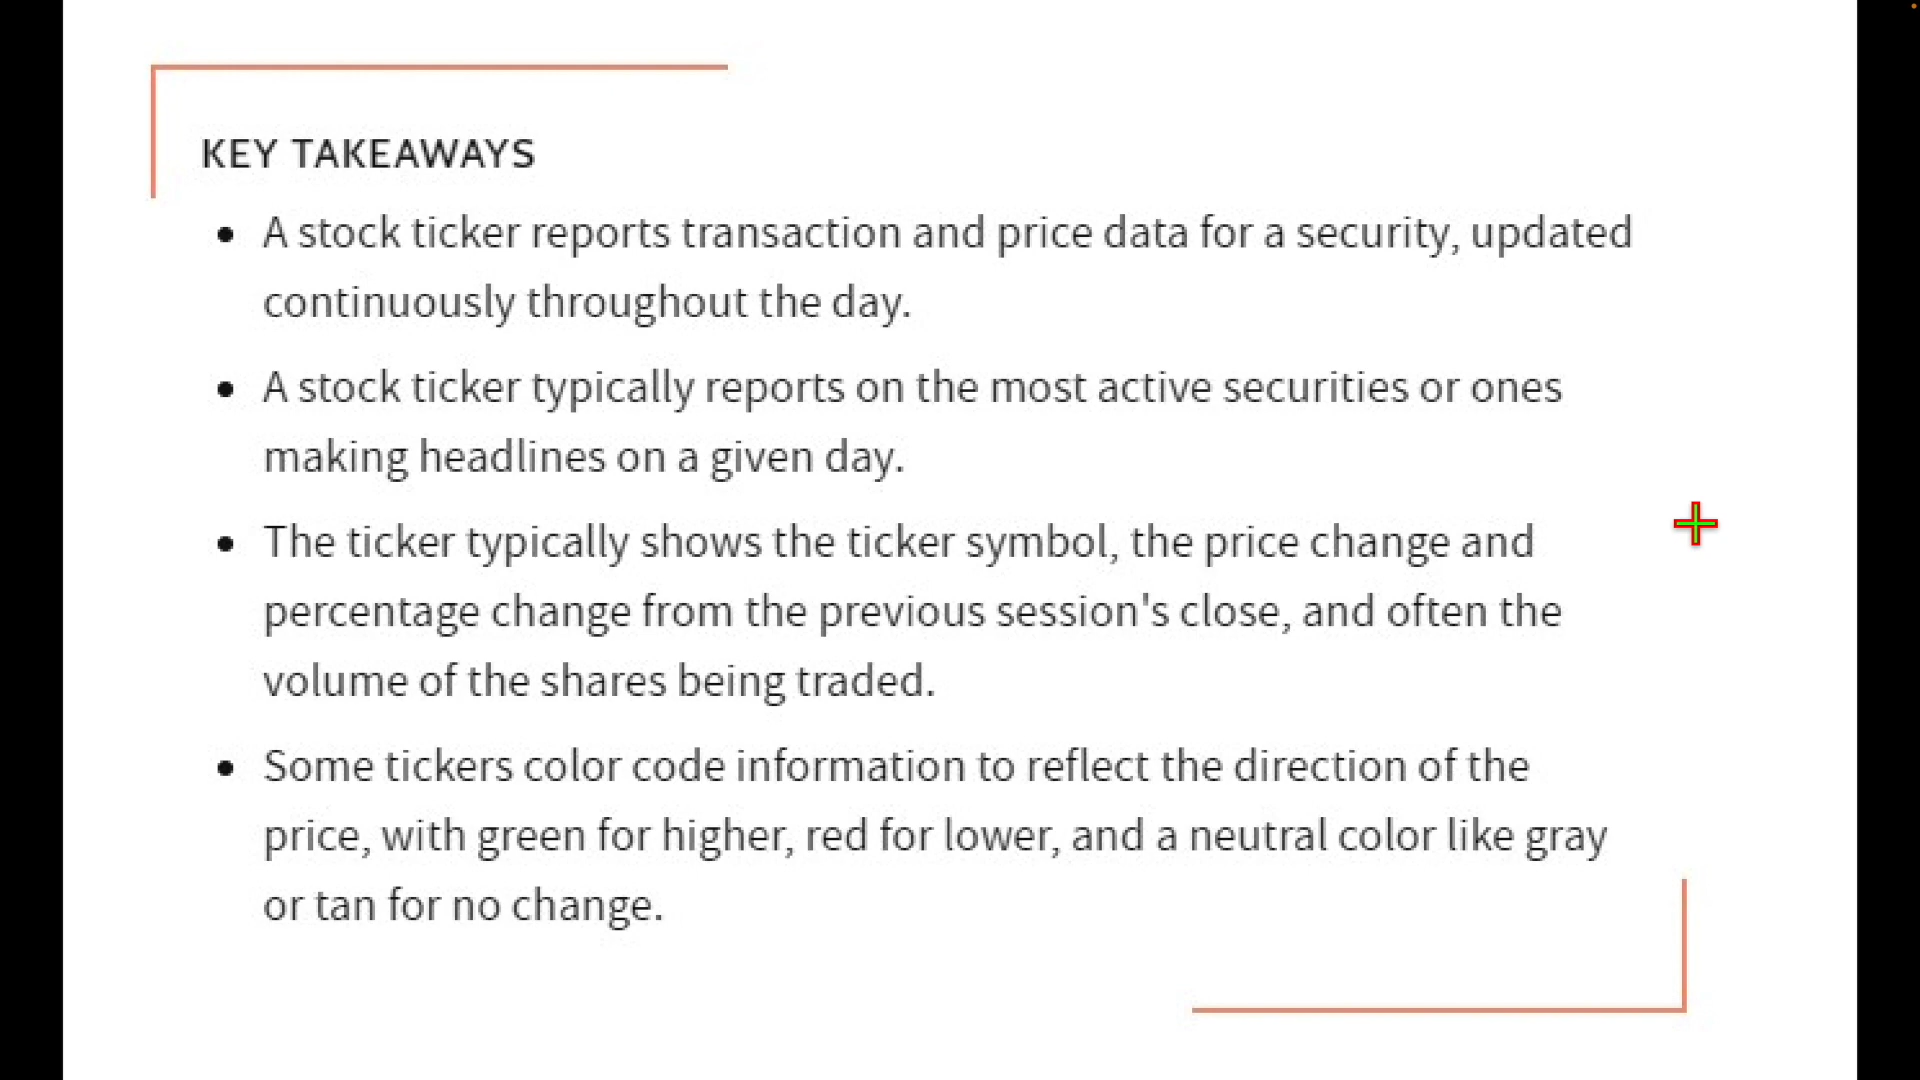 KEY TAKEAWAYS
• A stock ticker reports transaction and price data for a security, updated
continuously throughout the day.
• A stock ticker typically reports on the most active securities or ones
making headlines on a given day.
• The ticker typically shows the ticker symbol, the price change and
percentage change from the previous session's close, and often the
volume of the shares being traded.
• Some tickers color code information to reflect the direction of the
price, with green for higher, red for lower, and a neutral color like gray
or tan for no change.